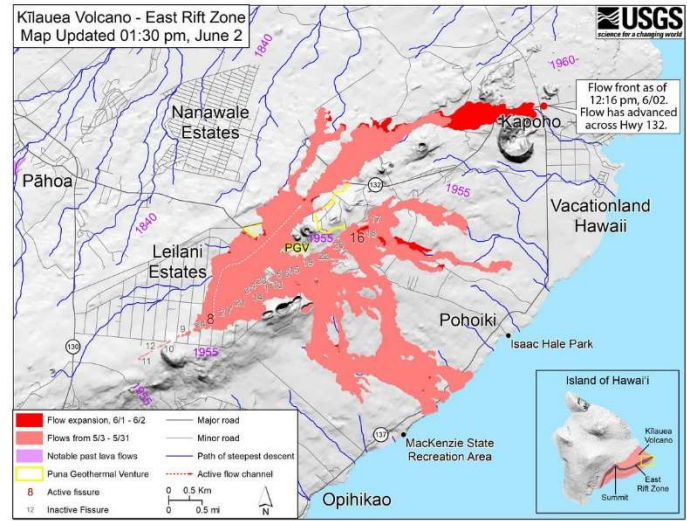 Kīlauea Volcano - East Rift Zone
Map Updated 01:30 pm, June 2
USGS
science for a changing world
1840
1960
Flow front as of
12:16 pm, 6/02.
Flow has advanced
across Hwy 132.
Nanawale
Estates
Kapoho
Pāhoa
132
1955
1840
Vacationland
Hawaii
17
18
1955
16
PGV
Leilani
Estates
8
9
12
10
11
1955
130
1955
Pohoiki
Isaac Hale Park
137
MacKenzie State
Recreation Area
Opihikao
Flow expansion, 6/1 - 6/2
Flows from 5/3 - 5/31
Notable past lava flows
Puna Geothermal Venture
8 Active fissure
12 Inactive Fissure
Major road
Minor road
Path of steepest descent
Active flow channel
0 0.5 Km
0 0.5 mi
N
Island of Hawaiʻi
Kīlauea
Volcano
East
Rift Zone
Summit